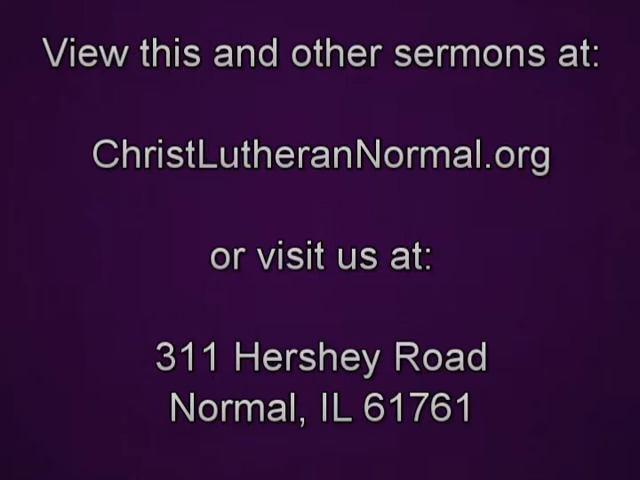 View this and other sermons at:
ChristLutheranNormal.org
or visit us at:
311 Hershey Road
Normal, IL 61761